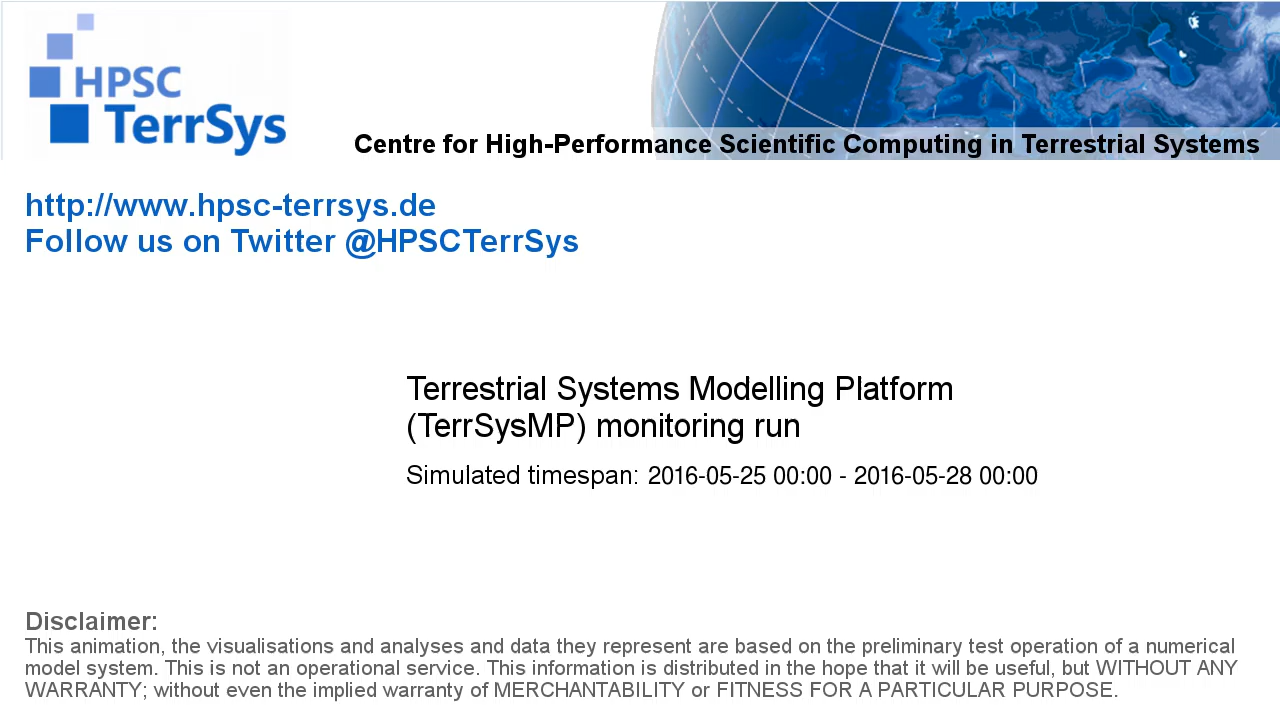 HPSC
TerrSys
Centre for High-Performance Scientific Computing in Terrestrial Systems
http://www.hpsc-terrsys.de
Follow us on Twitter @HPSCTerrSys
Terrestrial Systems Modelling Platform
(TerrSysMP) monitoring run
Simulated timespan: 2016-05-25 00:00 - 2016-05-28 00:00
Disclaimer:
This animation, the visualisations and analyses and data they represent are based on the preliminary test operation of a numerical
model system. This is not an operational service. This information is distributed in the hope that it will be useful, but WITHOUT ANY
WARRANTY; without even the implied warranty of MERCHANTABILITY or FITNESS FOR A PARTICULAR PURPOSE.